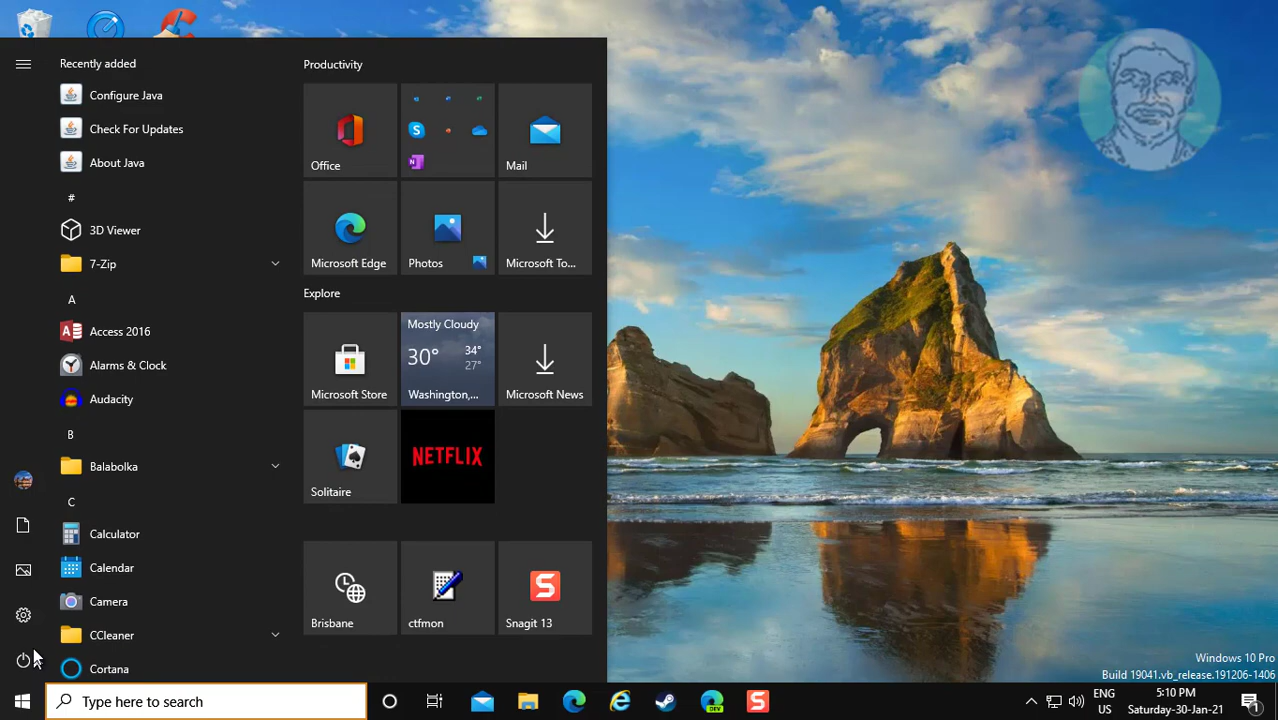 Recently added
Configure Java
Check For Updates
About Java
#
3D Viewer
7-Zip
A
Access 2016
Alarms & Clock
Audacity
B
Balabolka
C
Calculator
Calendar
Camera
CCleaner
Cortana
Productivity
Office
Mail
Microsoft Edge
Photos
Microsoft To...
Explore
Microsoft Store
Mostly Cloudy
30° 34°
27°
Washington,...
Microsoft News
Solitaire
NETFLIX
Brisbane
ctfmon
Snagit 13
Windows 10 Pro
Build 19041.vb_release.191206-1406
Type here to search
DEV
ENG
US
5:10 PM
Saturday-30-Jan-21
1